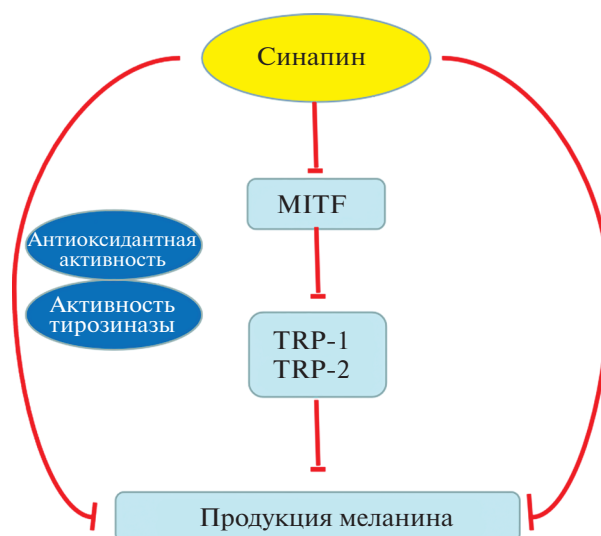 Синапин
MITF
Антиоксидантная
активность
Активность
тирозиназы
TRP-1
TRP-2
Продукция меланина